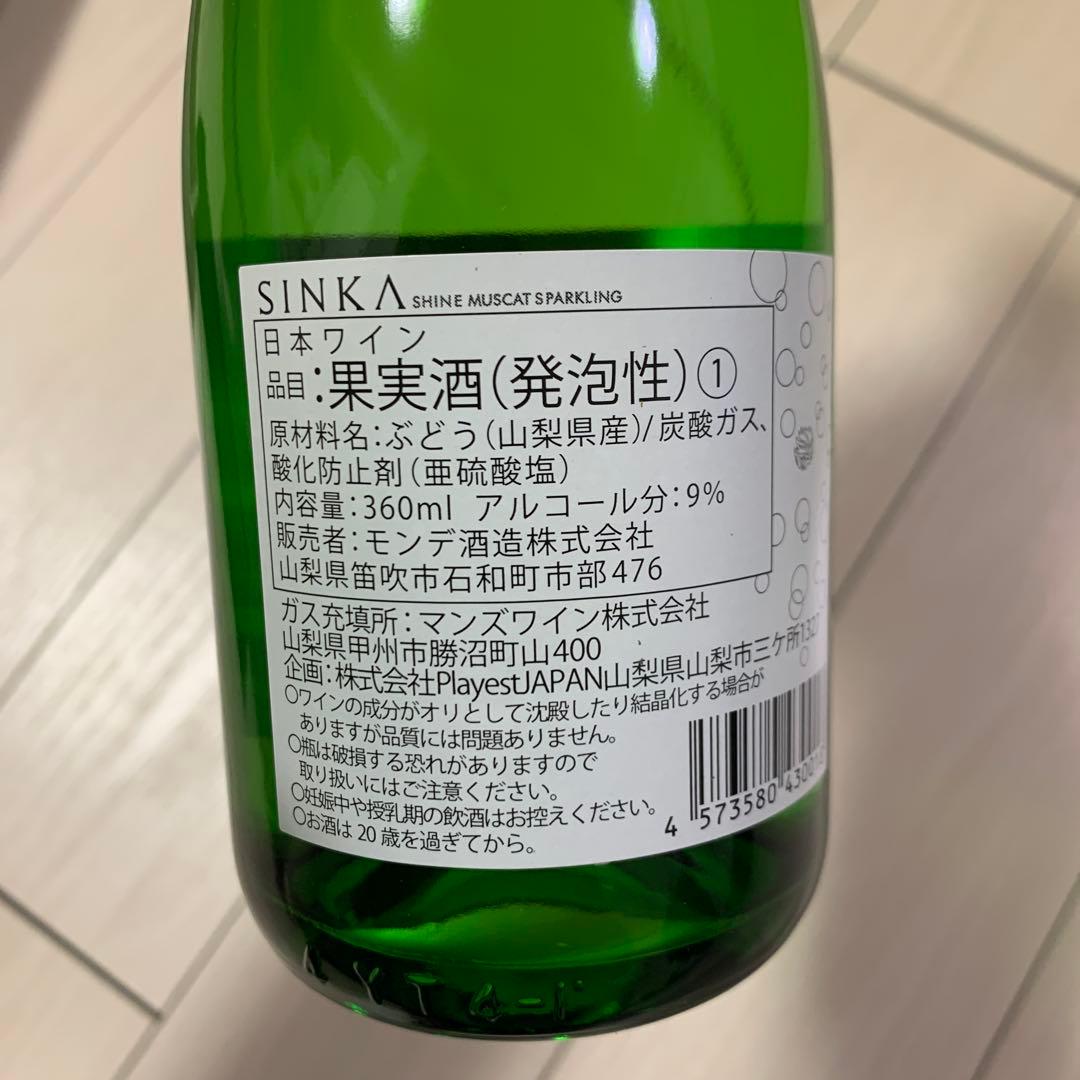 SINKA SHINE MUSCAT SPARKLING
日本ワイン
品目:果実酒(発泡性)①
原材料名:ぶどう(山梨県産)/炭酸ガス、
酸化防止剤(亜硫酸塩)
内容量:360ml アルコール分:9%
販売者:モンデ酒造株式会社
山梨県笛吹市石和町市部476
ガス充填所:マンズワイン株式会社
山梨県甲州市勝沼町山400
企画:株式会社PlayestJAPAN山梨県山梨市三ケ所1327
○ワインの成分がオリとして沈殿したり結晶化する場合が
ありますが品質には問題ありません。
○瓶は破損する恐れがありますので
取り扱いにはご注意ください。
○妊娠中や授乳期の飲酒はお控えください。
○お酒は20歳を過ぎてから。
4 573580